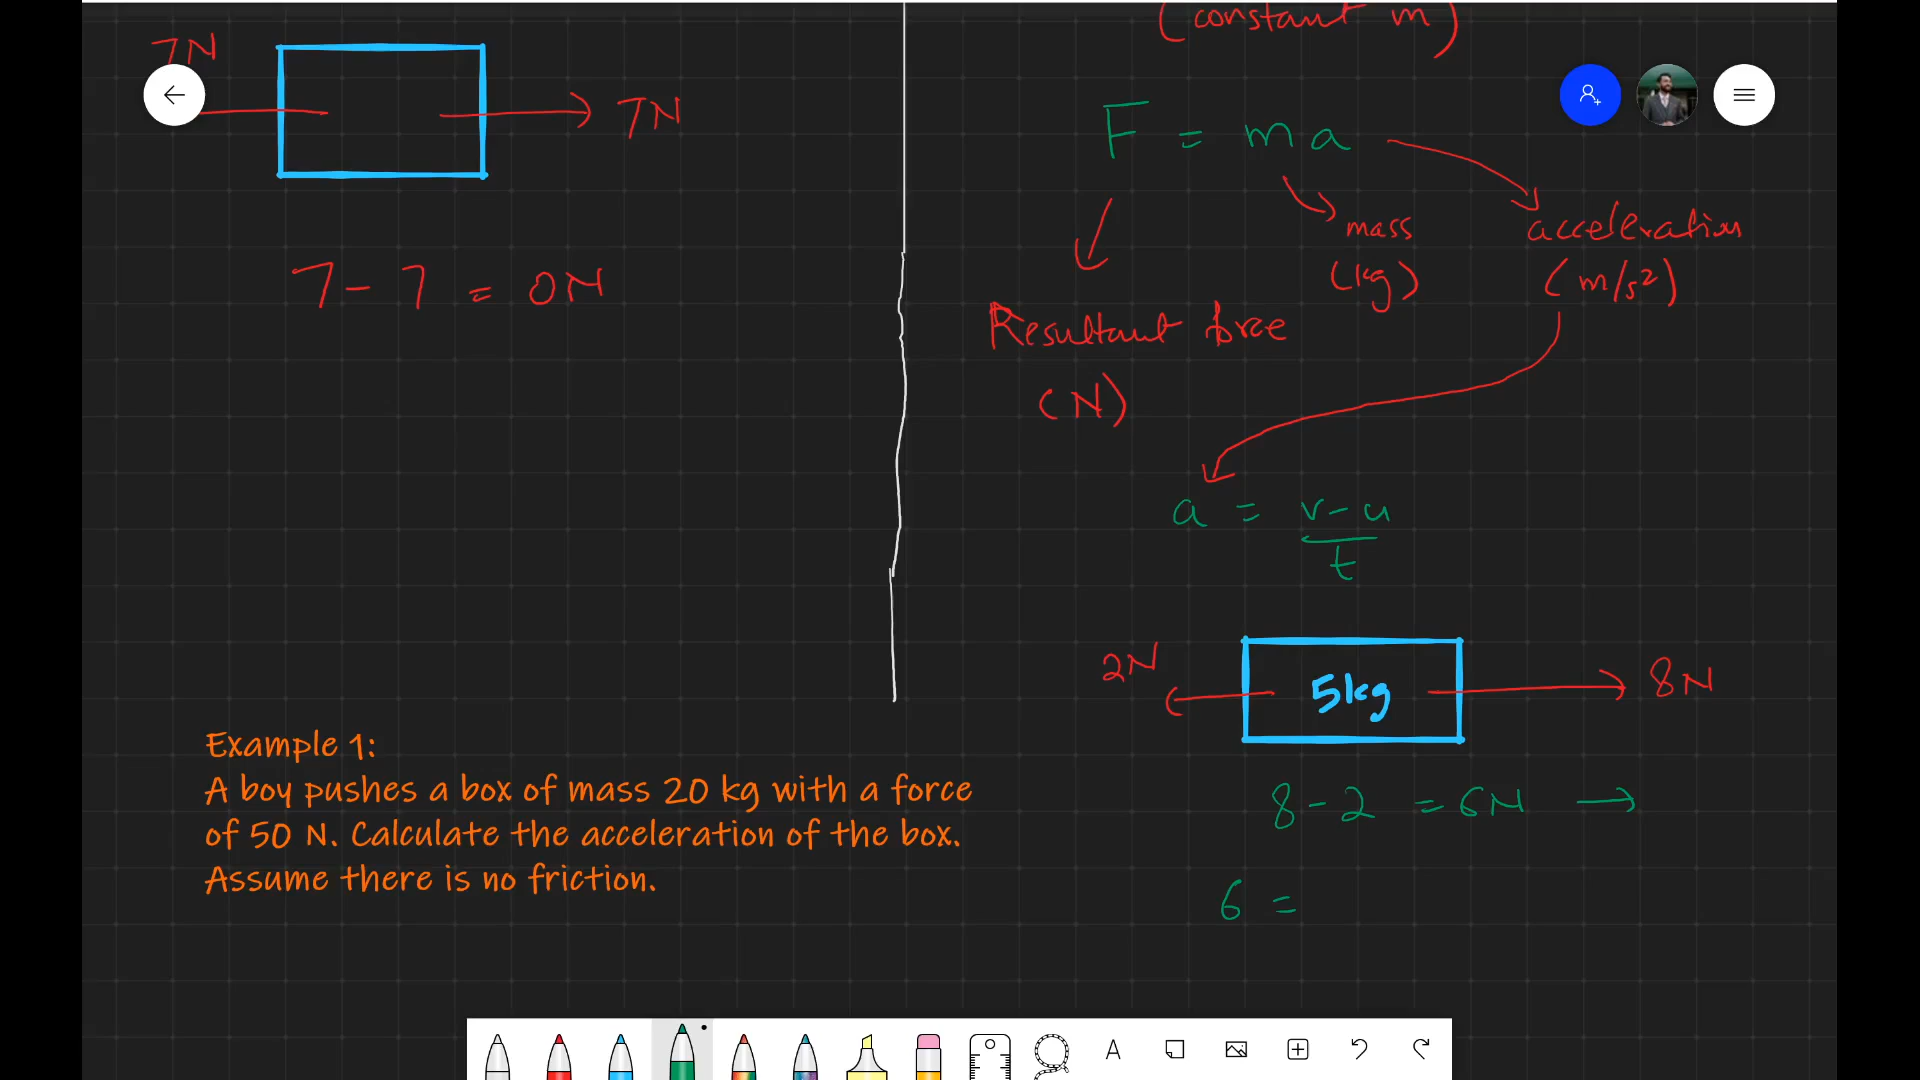 7N
7N
7 - 7 = 0N
Example 1:
A boy pushes a box of mass 20 kg with a force
of 50 N. Calculate the acceleration of the box.
Assume there is no friction.
(constant m)
F = ma
mass
(kg)
acceleration
(m/s²)
Resultant force
(N)
a = v-u
t
2N
5kg
8N
8 - 2 = 6N →
6 =
A